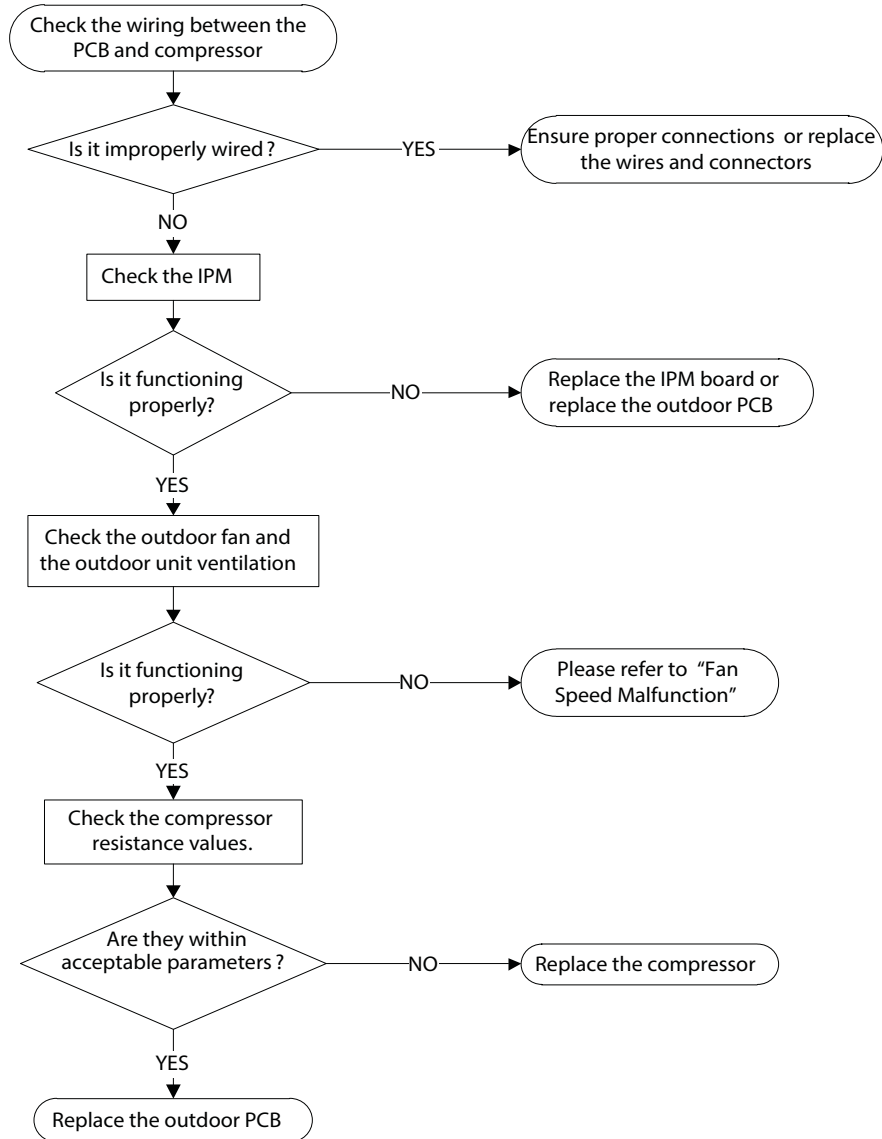 Check the wiring between the
PCB and compressor
Is it improperly wired ?
YES
Ensure proper connections or replace
the wires and connectors
NO
Check the IPM
Is it functioning
properly?
NO
Replace the IPM board or
replace the outdoor PCB
YES
Check the outdoor fan and
the outdoor unit ventilation
Is it functioning
properly?
NO
Please refer to “Fan
Speed Malfunction”
YES
Check the compressor
resistance values.
Are they within
acceptable parameters ?
NO
Replace the compressor
YES
Replace the outdoor PCB